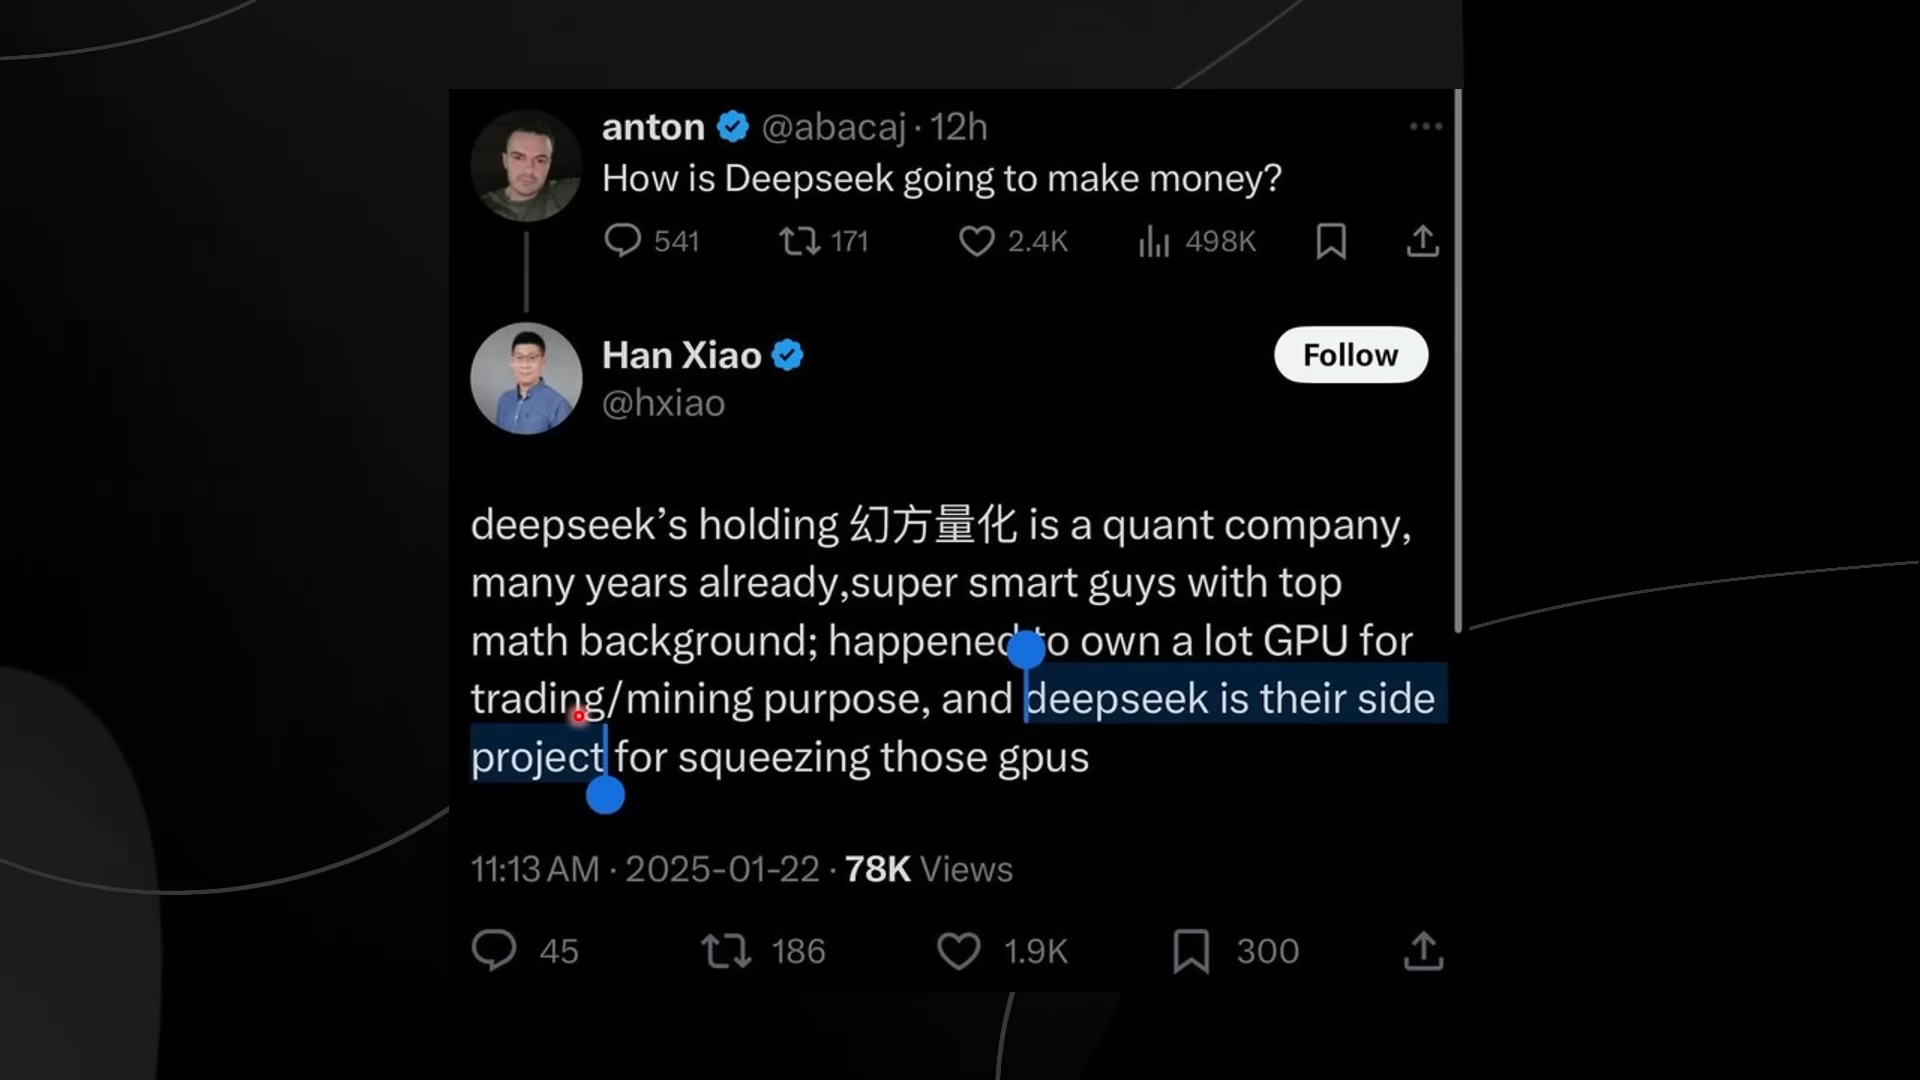 anton @abacaj · 12h
How is Deepseek going to make money?
541 171 2.4K 498K
Han Xiao
@hxiao
Follow
deepseek’s holding 幻方量化 is a quant company,
many years already,super smart guys with top
math background; happened to own a lot GPU for
trading/mining purpose, and deepseek is their side
project for squeezing those gpus
11:13 AM · 2025-01-22 · 78K Views
45 186 1.9K 300